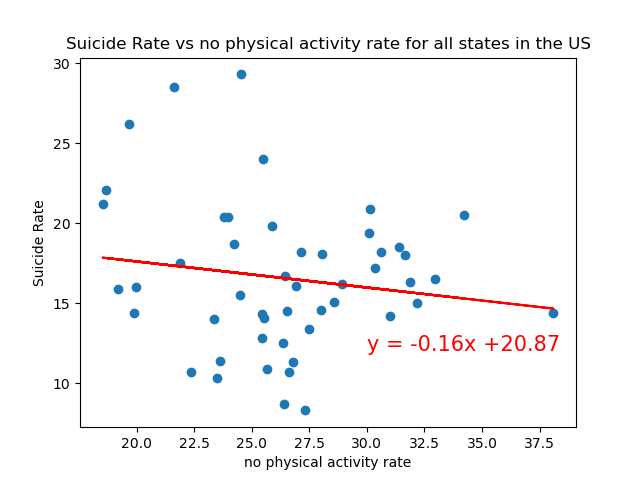 Suicide Rate vs no physical activity rate for all states in the US
30
25
20
15
10
Suicide Rate
y = -0.16x +20.87
20.0 22.5 25.0 27.5 30.0 32.5 35.0 37.5
no physical activity rate